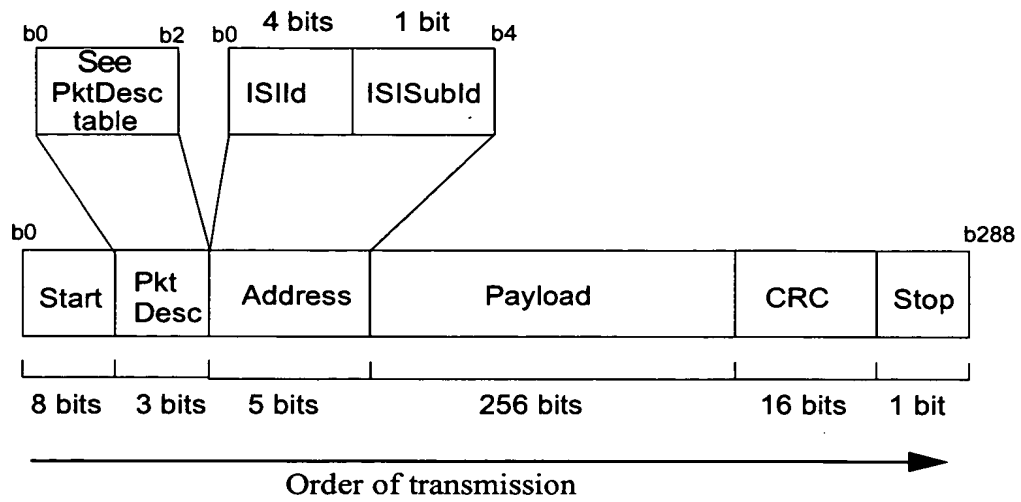 4 bits 1 bit
b0 b2 b0 b4
See
PktDesc
table
ISIId ISISubId
b0 b288
Start Pkt
Desc Address Payload CRC Stop
8 bits 3 bits 5 bits 256 bits 16 bits 1 bit
Order of transmission